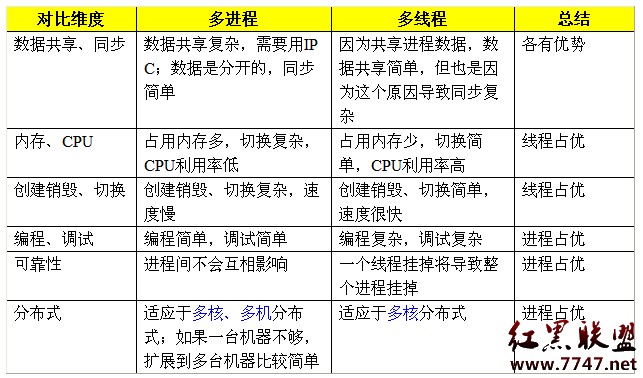 对比维度 多进程 多线程 总结
数据共享、同步 数据共享复杂，需要用IP 因为共享进程数据，数 各有优势
C；数据是分开的，同步 据共享简单，但也是因
简单 为这个原因导致同步复
杂
内存、CPU 占用内存多，切换复杂， 占用内存少，切换简 线程占优
CPU利用率低 单，CPU利用率高
创建销毁、切换 创建销毁、切换复杂，速 创建销毁、切换简单， 线程占优
度慢 速度很快
编程、调试 编程简单，调试简单 编程复杂，调试复杂 进程占优
可靠性 进程间不会互相影响 一个线程挂掉将导致整 进程占优
个进程挂掉
分布式 适应于多核、多机分布 适应于多核分布式 进程占优
式；如果一台机器不够，
扩展到多台机器比较简单
红黑联盟
www.7747.net